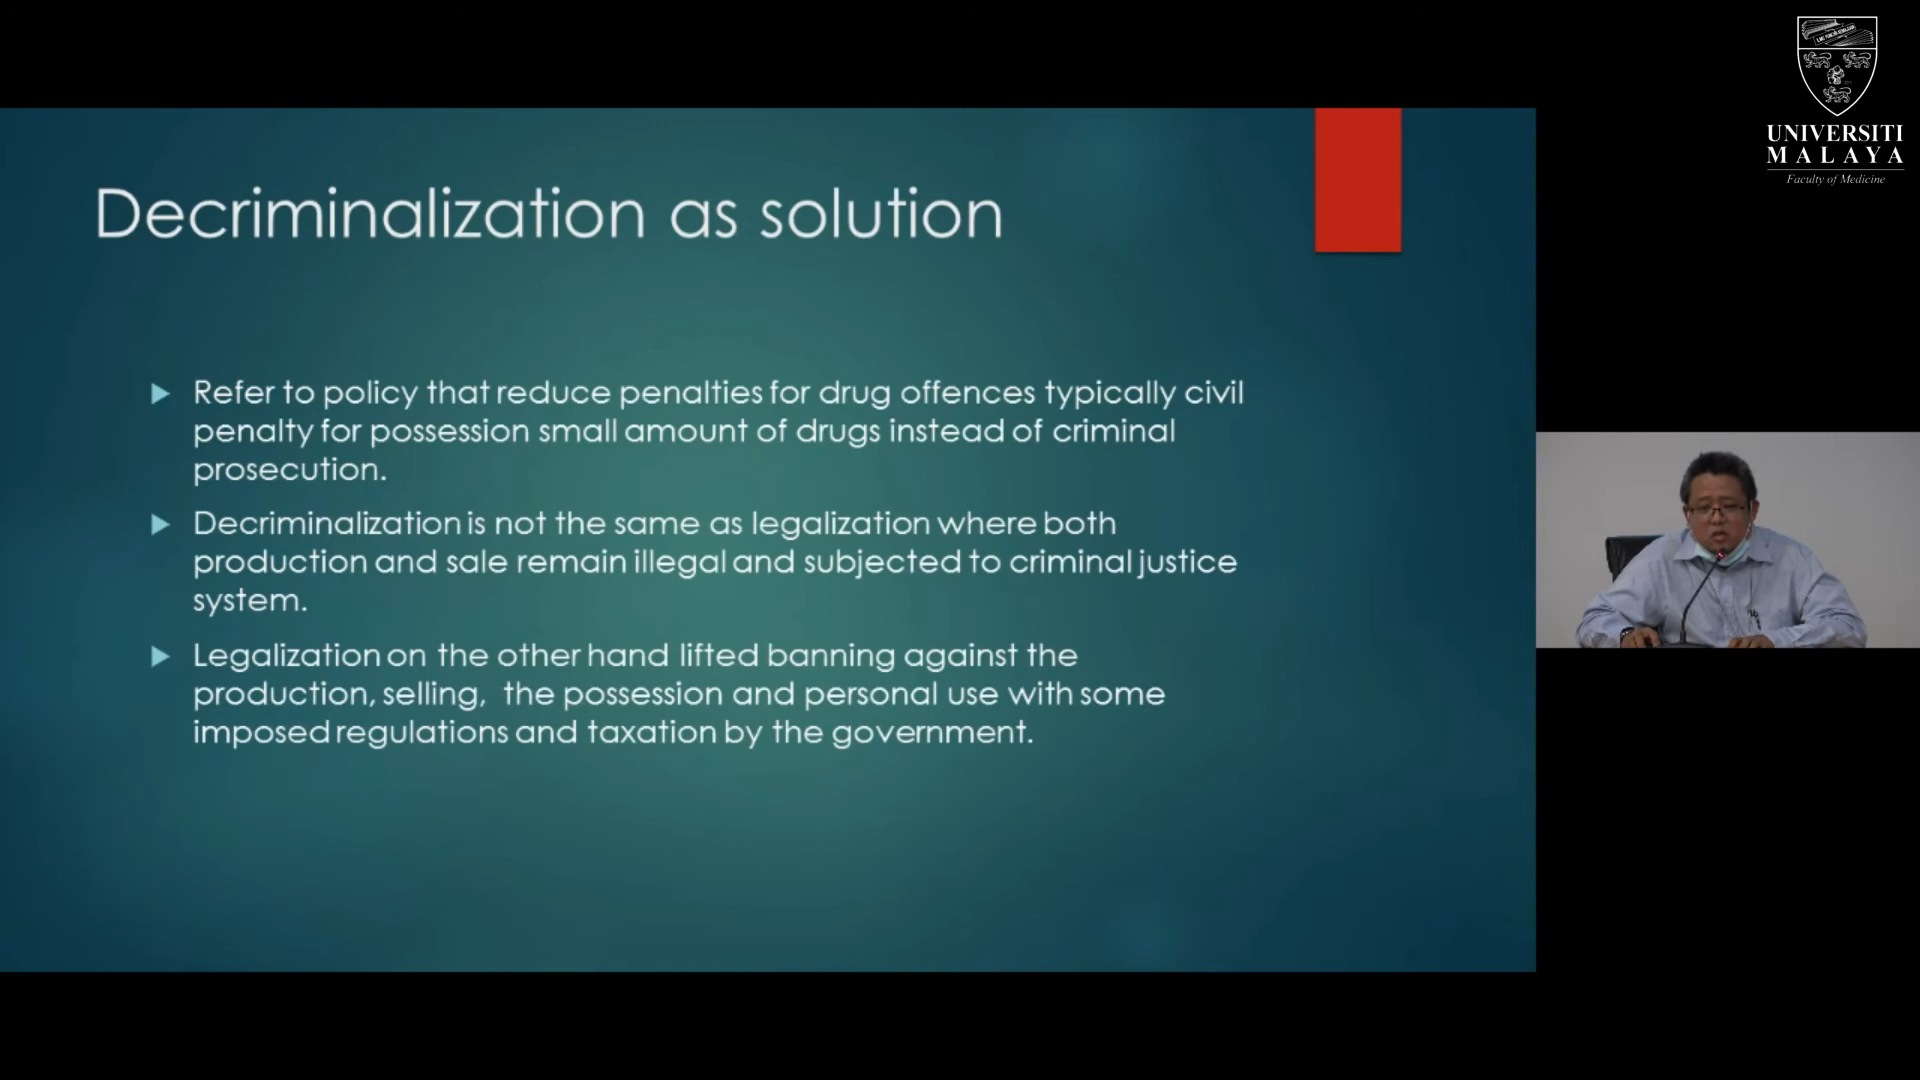 Decriminalization as solution
Refer to policy that reduce penalties for drug offences typically civil
penalty for possession small amount of drugs instead of criminal
prosecution.
Decriminalization is not the same as legalization where both
production and sale remain illegal and subjected to criminal justice
system.
Legalization on the other hand lifted banning against the
production, selling, the possession and personal use with some
imposed regulations and taxation by the government.
UNIVERSITI
MALAYA
Faculty of Medicine